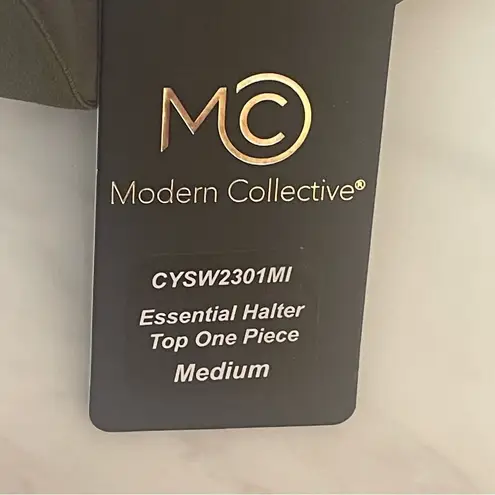 MC
Modern Collective®
CYSW2301MI
Essential Halter
Top One Piece
Medium